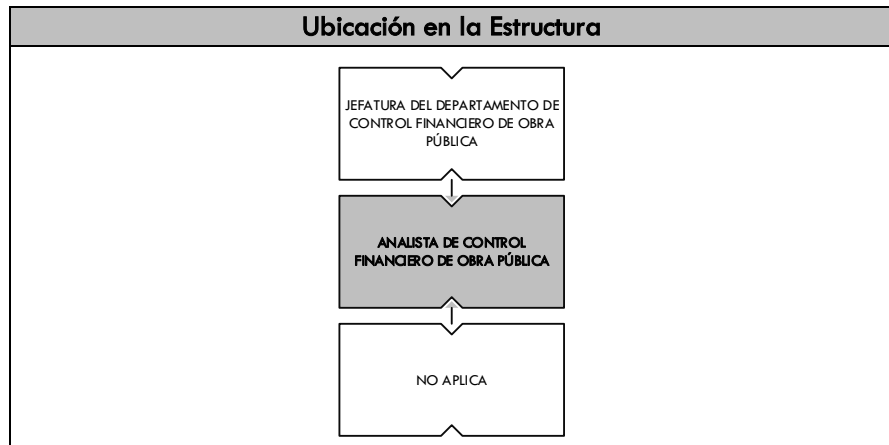 Ubicación en la Estructura
JEFATURA DEL DEPARTAMENTO DE
CONTROL FINANCIERO DE OBRA
PÚBLICA
ANALISTA DE CONTROL
FINANCIERO DE OBRA PÚBLICA
NO APLICA